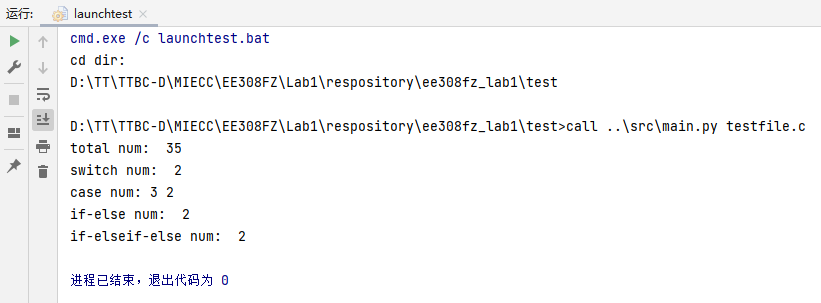 运行: launchtest
cmd.exe /c launchtest.bat
cd dir:
D:\TT\TTBC-D\MIECC\EE308FZ\Lab1\respository\ee308fz_lab1\test
D:\TT\TTBC-D\MIECC\EE308FZ\Lab1\respository\ee308fz_lab1\test>call ..\src\main.py testfile.c
total num:  35
switch num:  2
case num: 3 2
if-else num:  2
if-elseif-else num:  2
进程已结束，退出代码为 0